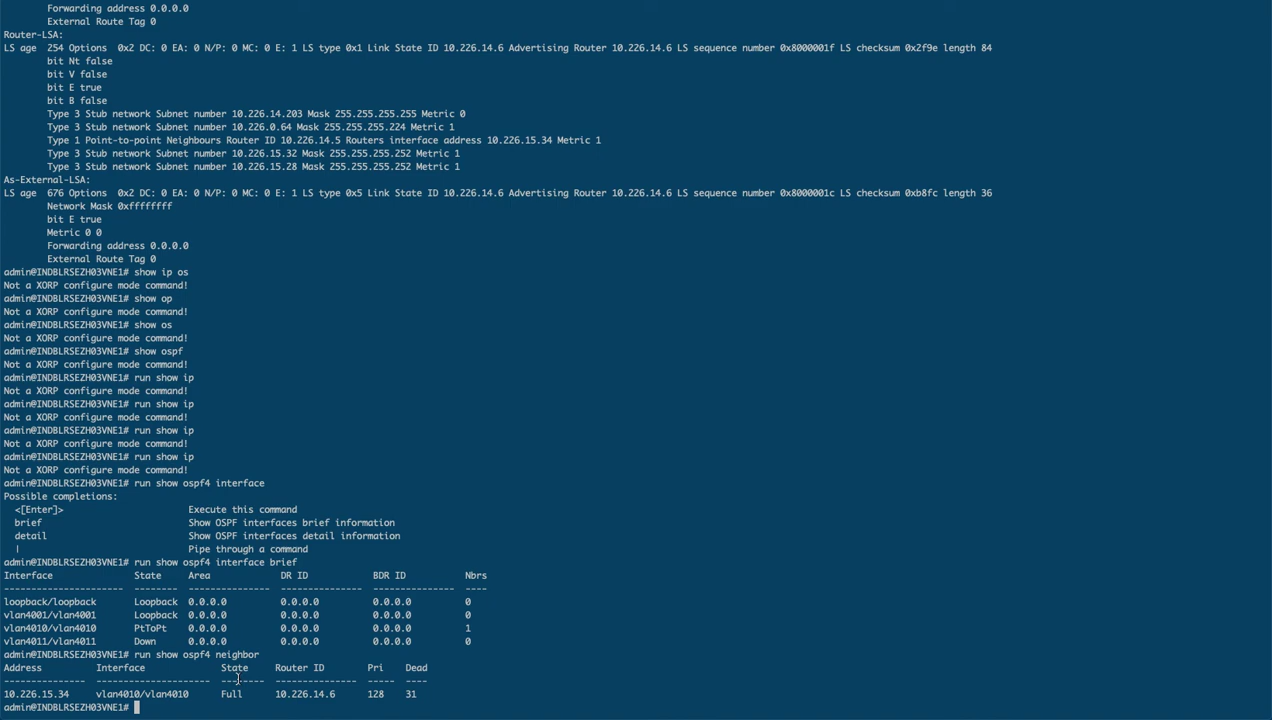 Forwarding address 0.0.0.0
External Route Tag 0
Router-LSA:
LS age  254 Options  0x2 DC: 0 EA: 0 N/P: 0 MC: 0 E: 1 LS type 0x1 Link State ID 10.226.14.6 Advertising Router 10.226.14.6 LS sequence number 0x8000001f LS checksum 0x2f9e length 84
bit Nt false
bit V false
bit E true
bit B false
Type 3 Stub network Subnet number 10.226.14.203 Mask 255.255.255.255 Metric 0
Type 3 Stub network Subnet number 10.226.0.64 Mask 255.255.255.224 Metric 1
Type 1 Point-to-point Neighbours Router ID 10.226.14.5 Routers interface address 10.226.15.34 Metric 1
Type 3 Stub network Subnet number 10.226.15.32 Mask 255.255.255.252 Metric 1
Type 3 Stub network Subnet number 10.226.15.28 Mask 255.255.255.252 Metric 1
As-External-LSA:
LS age  676 Options  0x2 DC: 0 EA: 0 N/P: 0 MC: 0 E: 1 LS type 0x5 Link State ID 10.226.14.6 Advertising Router 10.226.14.6 LS sequence number 0x8000001c LS checksum 0xb8fc length 36
Network Mask 0xffffffff
bit E true
Metric 0 0
Forwarding address 0.0.0.0
External Route Tag 0
admin@INDBLRSEZH03VNE1# show ip os
Not a XORP configure mode command!
admin@INDBLRSEZH03VNE1# show op
Not a XORP configure mode command!
admin@INDBLRSEZH03VNE1# show os
Not a XORP configure mode command!
admin@INDBLRSEZH03VNE1# show ospf
Not a XORP configure mode command!
admin@INDBLRSEZH03VNE1# run show ip
Not a XORP configure mode command!
admin@INDBLRSEZH03VNE1# run show ip
Not a XORP configure mode command!
admin@INDBLRSEZH03VNE1# run show ip
Not a XORP configure mode command!
admin@INDBLRSEZH03VNE1# run show ip
Not a XORP configure mode command!
admin@INDBLRSEZH03VNE1# run show ospf4 interface
Possible completions:
<[Enter]> Execute this command
brief Show OSPF interfaces brief information
detail Show OSPF interfaces detail information
| Pipe through a command
admin@INDBLRSEZH03VNE1# run show ospf4 interface brief
Interface State Area DR ID BDR ID Nbrs
---------------------- -------- --------------- --------------- --------------- ----
loopback/loopback Loopback 0.0.0.0 0.0.0.0 0.0.0.0 0
vlan4001/vlan4001 Loopback 0.0.0.0 0.0.0.0 0.0.0.0 0
vlan4010/vlan4010 PtToPt 0.0.0.0 0.0.0.0 0.0.0.0 1
vlan4011/vlan4011 Down 0.0.0.0 0.0.0.0 0.0.0.0 0
admin@INDBLRSEZH03VNE1# run show ospf4 neighbor
Address Interface State Router ID Pri Dead
--------------- --------------------- -------- --------------- ---- ----
10.226.15.34 vlan4010/vlan4010 Full 10.226.14.6 128 31
admin@INDBLRSEZH03VNE1#